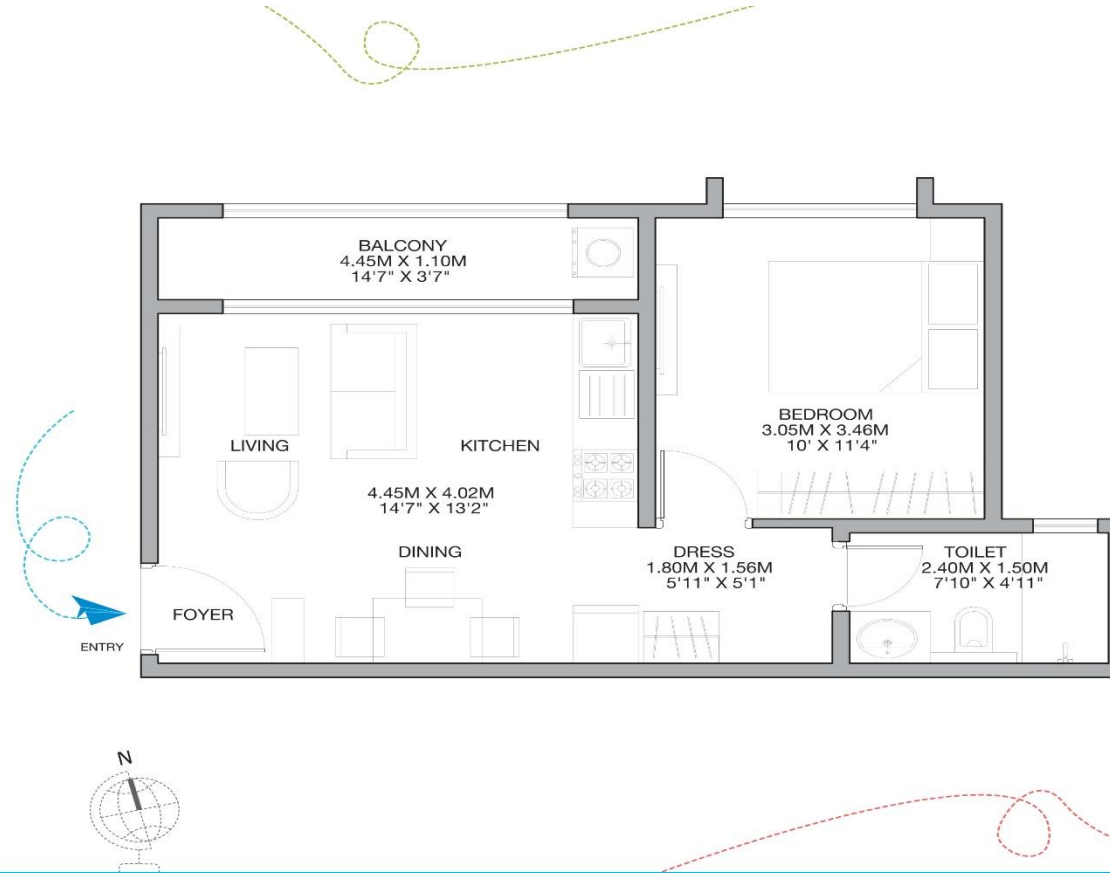 BALCONY
4.45M X 1.10M
14'7" X 3'7"
LIVING
KITCHEN
4.45M X 4.02M
14'7" X 13'2"
DINING
BEDROOM
3.05M X 3.46M
10' X 11'4"
DRESS
1.80M X 1.56M
5'11" X 5'1"
TOILET
2.40M X 1.50M
7'10" X 4'11"
FOYER
ENTRY
N